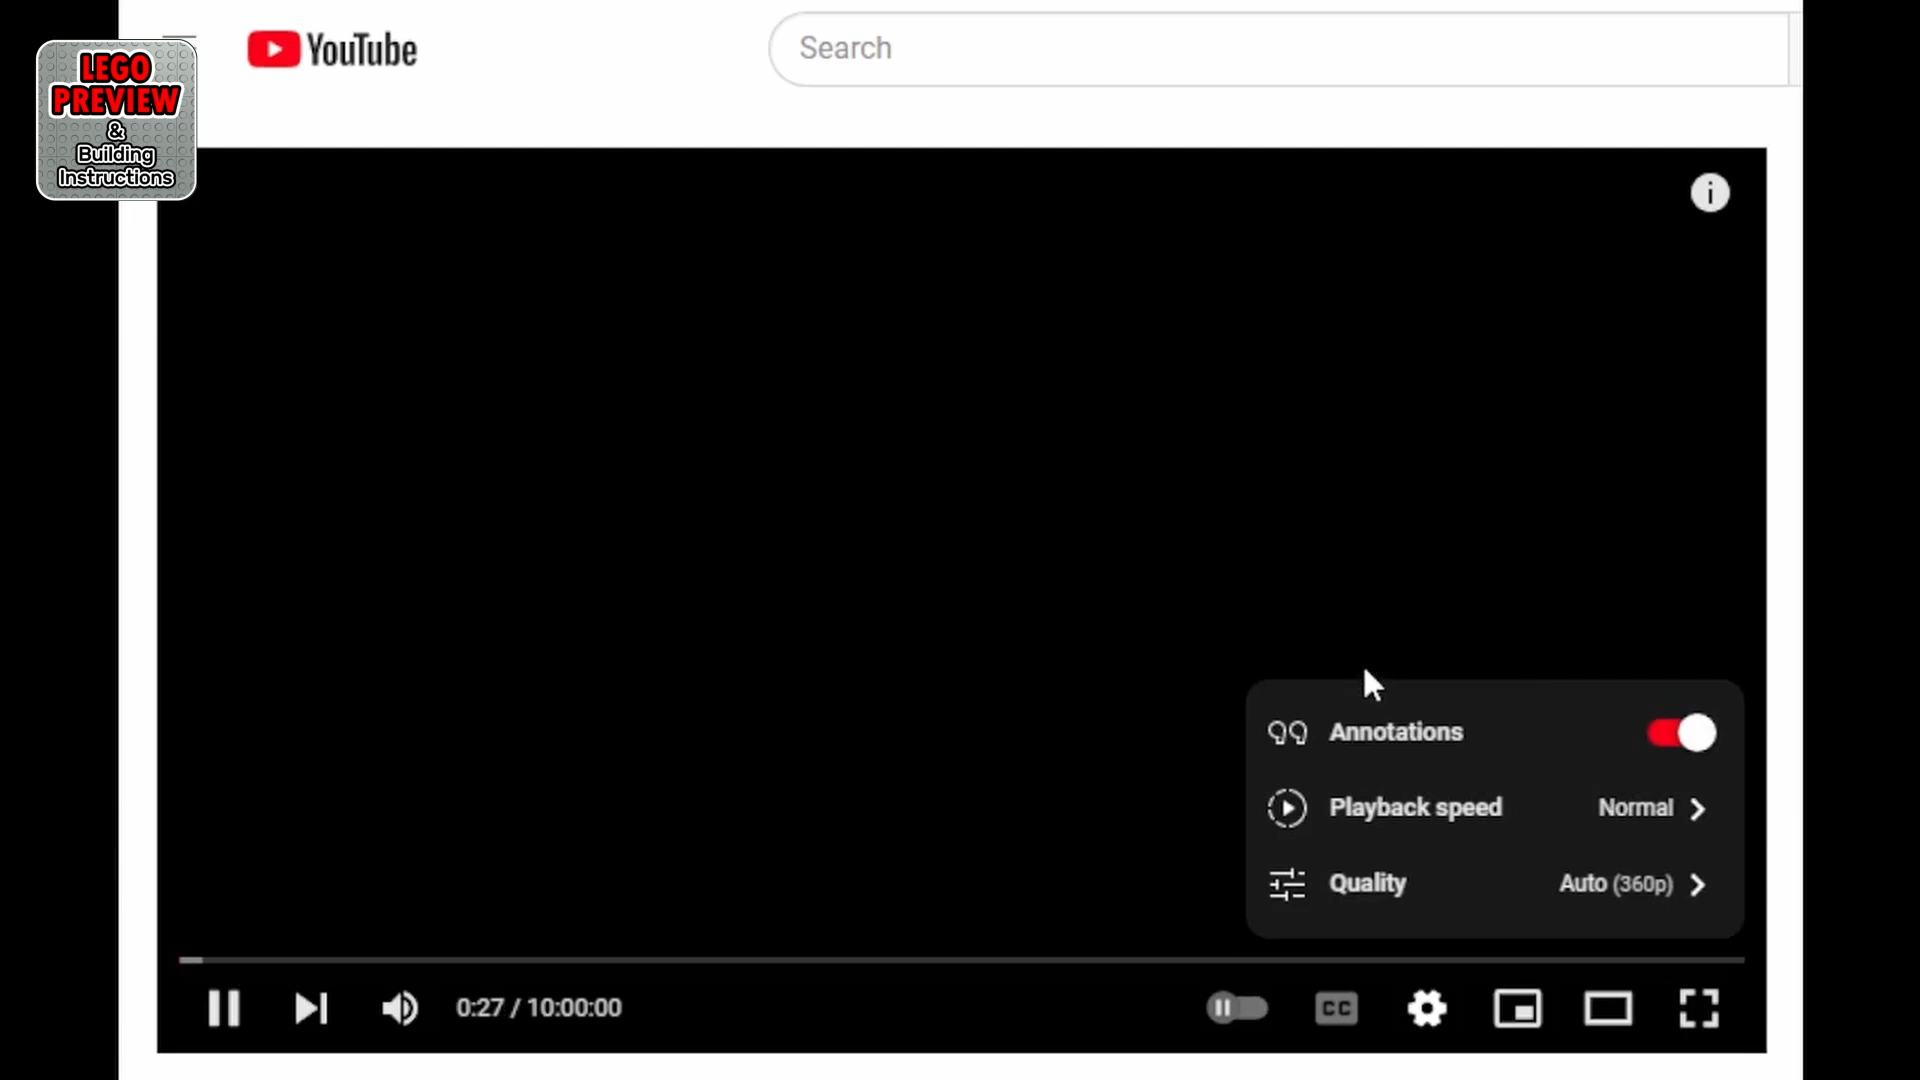 YouTube
Search
LEGO
PREVIEW
&
Building
Instructions
i
Annotations
Playback speed Normal
Quality Auto (360p)
0:27 / 10:00:00
CC